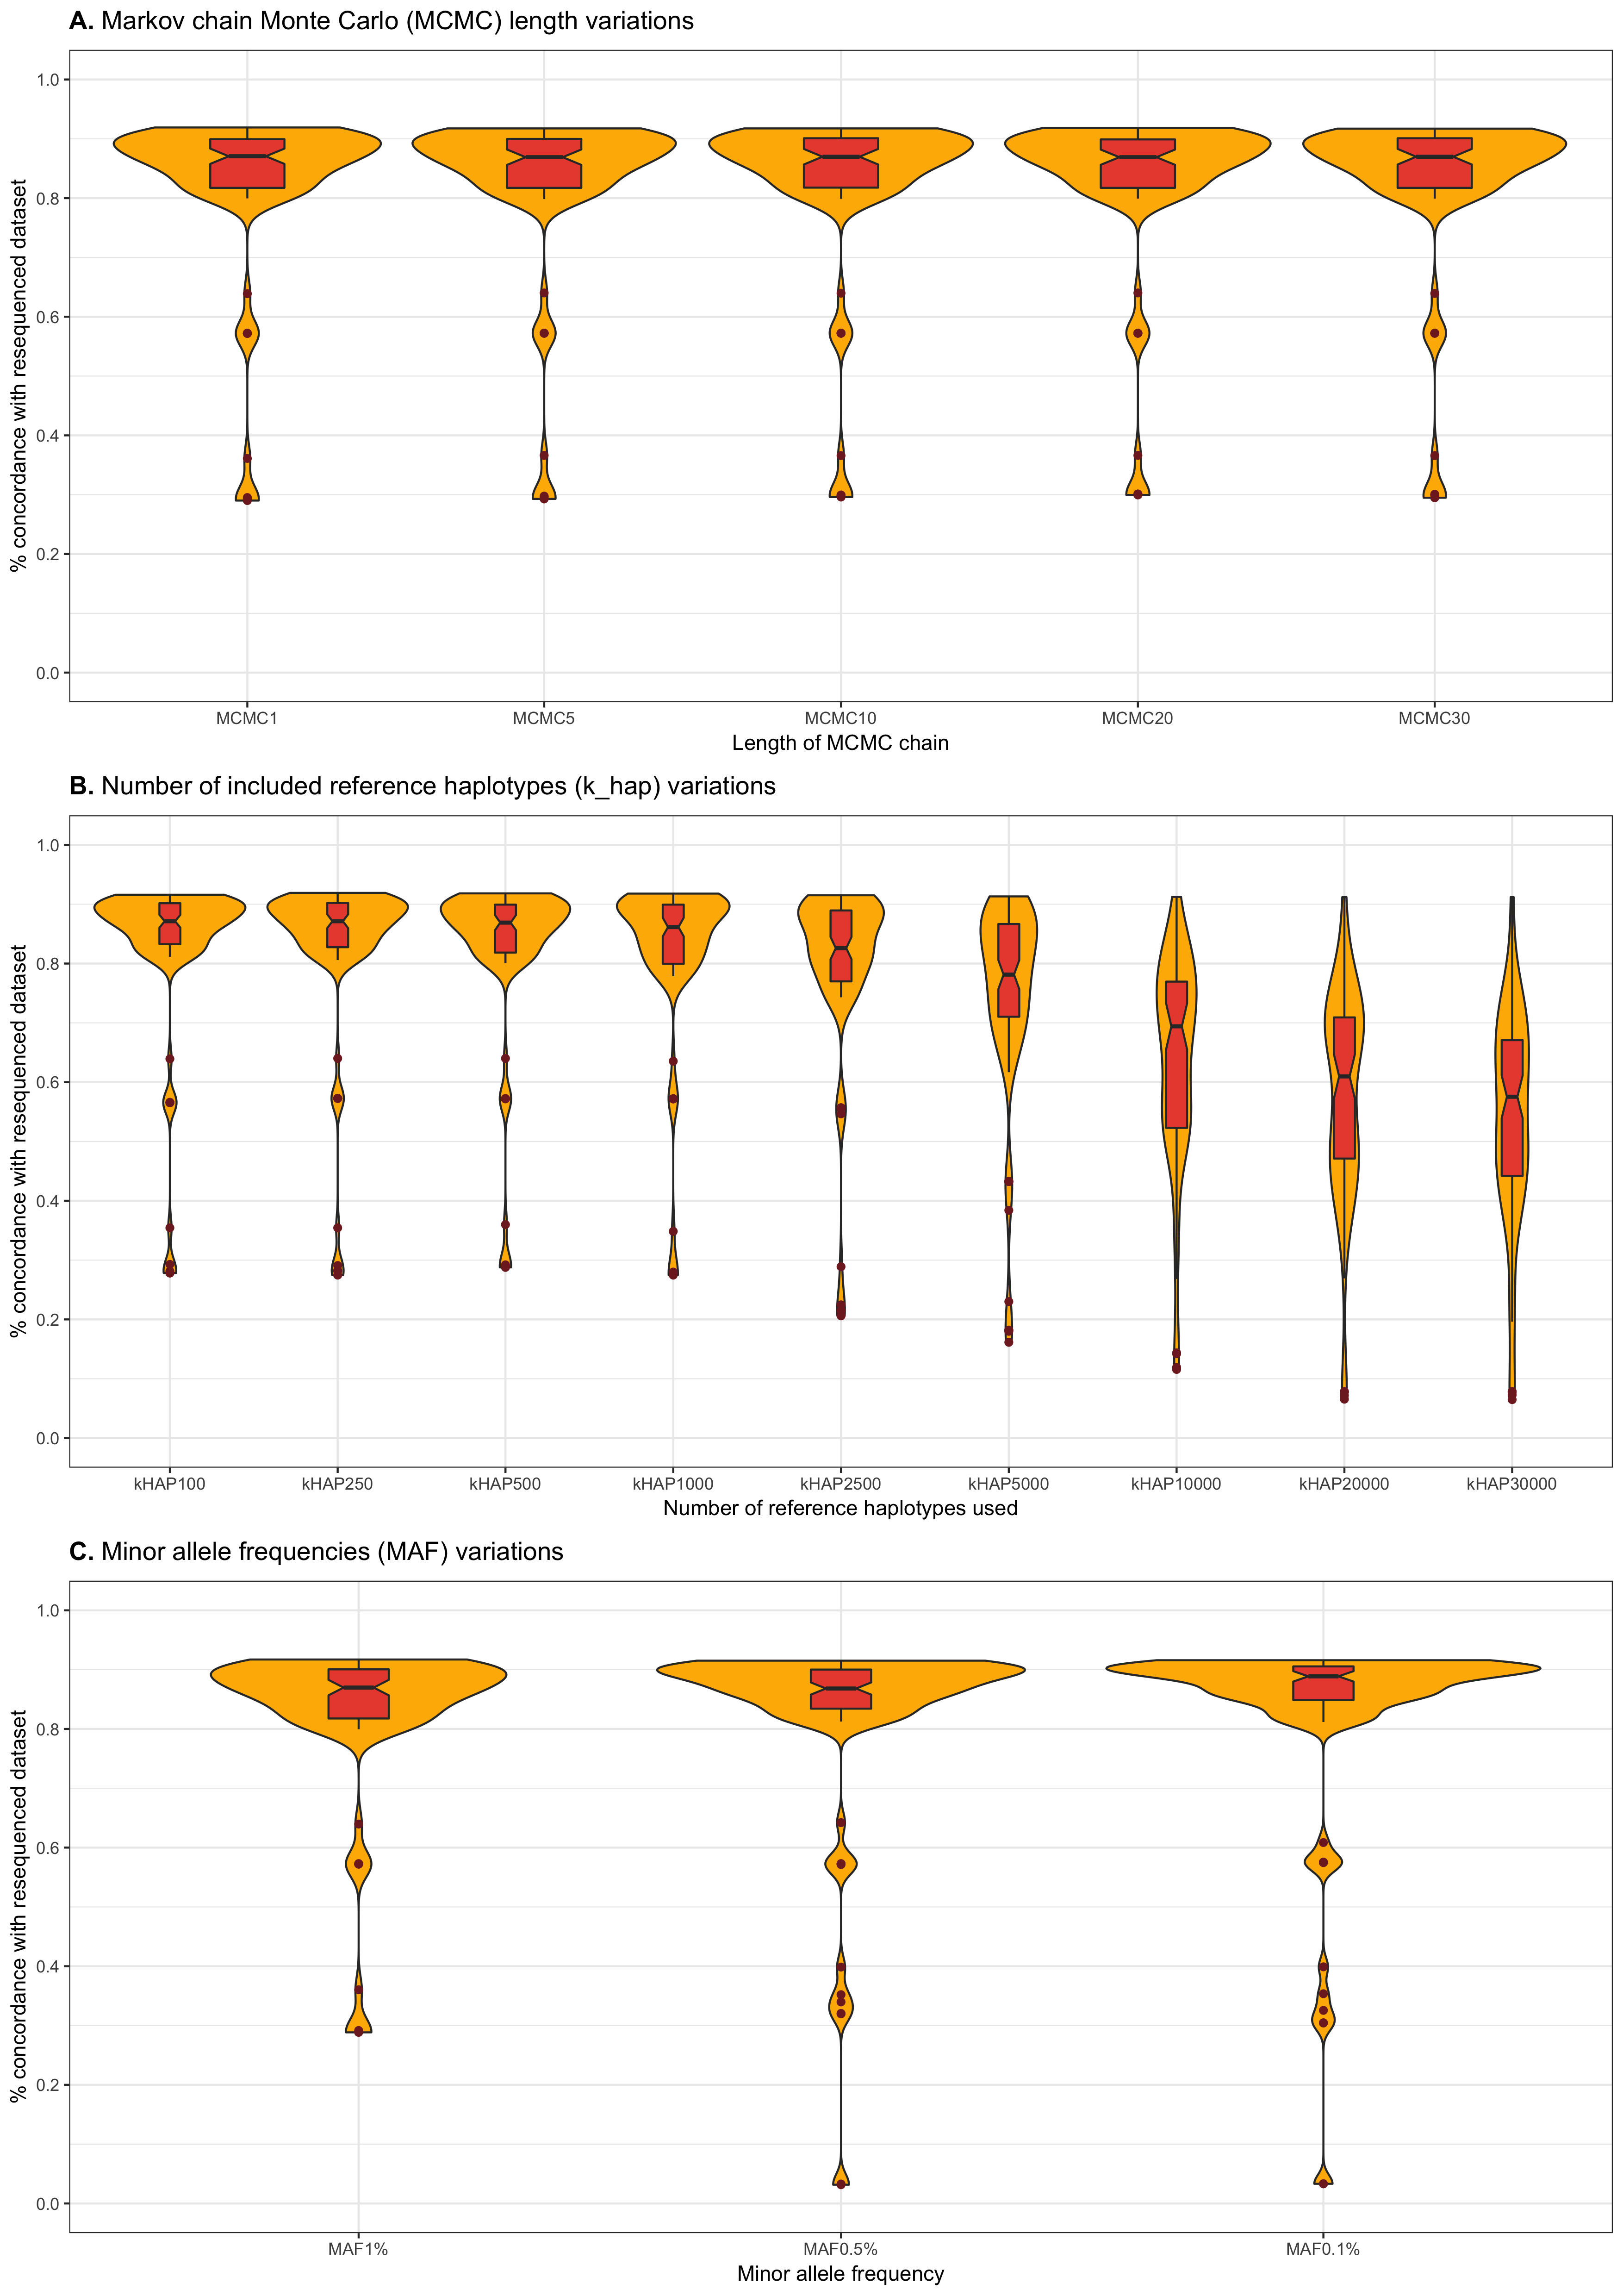 A. Markov chain Monte Carlo (MCMC) length variations
% concordance with resequenced dataset
1.0
0.8
0.6
0.4
0.2
0.0
MCMC1 MCMC5 MCMC10 MCMC20 MCMC30
Length of MCMC chain
B. Number of included reference haplotypes (k_hap) variations
% concordance with resequenced dataset
1.0
0.8
0.6
0.4
0.2
0.0
kHAP100 kHAP250 kHAP500 kHAP1000 kHAP2500 kHAP5000 kHAP10000 kHAP20000 kHAP30000
Number of reference haplotypes used
C. Minor allele frequencies (MAF) variations
% concordance with resequenced dataset
1.0
0.8
0.6
0.4
0.2
0.0
MAF1% MAF0.5% MAF0.1%
Minor allele frequency